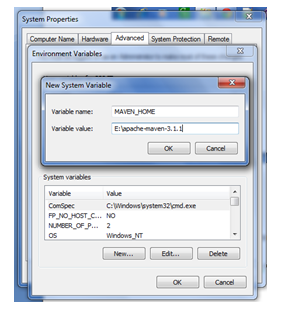 System Properties
Computer Name Hardware Advanced System Protection Remote
Environment Variables
New System Variable
Variable name: MAVEN_HOME
Variable value: E:\apache-maven-3.1.1
OK Cancel
System variables
Variable Value
ComSpec C:\Windows\system32\cmd.exe
FP_NO_HOST_C... NO
NUMBER_OF_P... 2
OS Windows_NT
New... Edit... Delete
OK Cancel